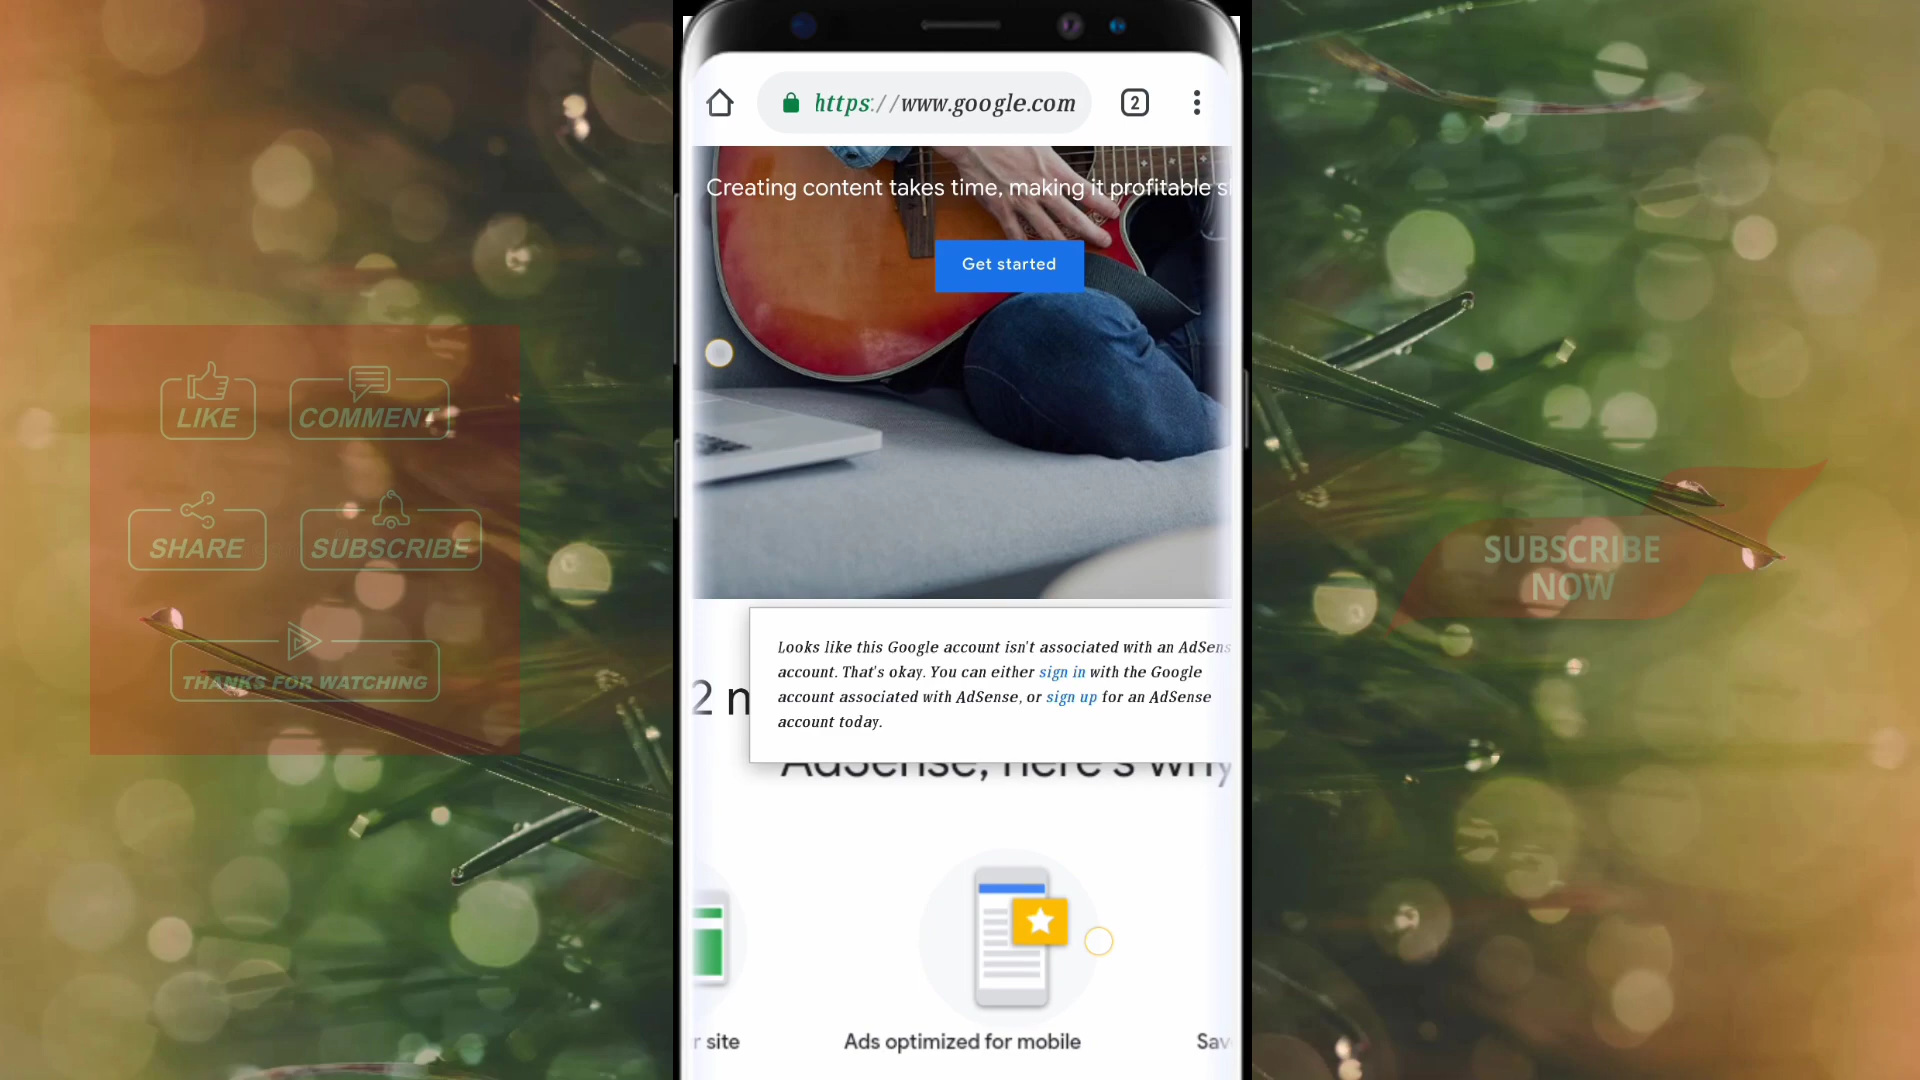 https://www.google.com
2
Creating content takes time, making it profitable
Get started
Looks like this Google account isn't associated with an AdSens
account. That's okay. You can either sign in with the Google
account associated with AdSense, or sign up for an AdSense
account today.
AdSense, here's why
site
Ads optimized for mobile
LIKE
COMMENT
SHARE
SUBSCRIBE
THANKS FOR WATCHING
SUBSCRIBE
NOW